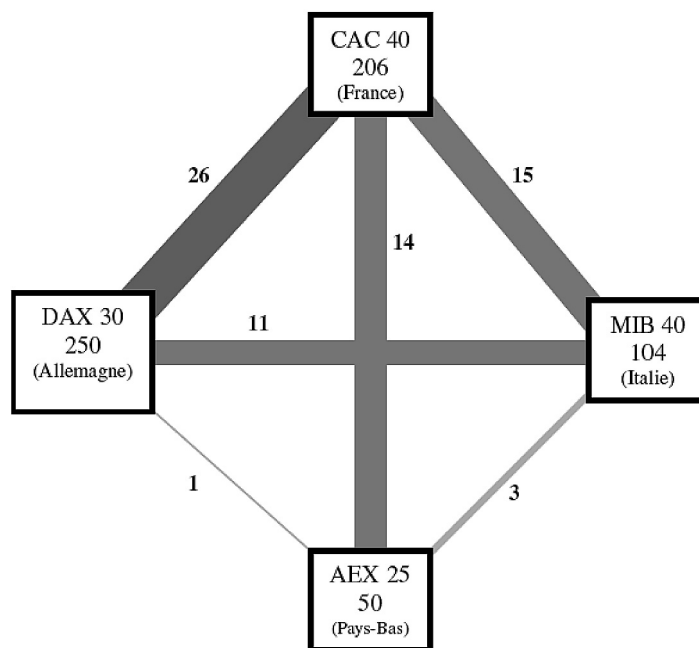 CAC 40
206
(France)
26
15
14
DAX 30
250
(Allemagne)
11
MIB 40
104
(Italie)
1
3
AEX 25
50
(Pays-Bas)